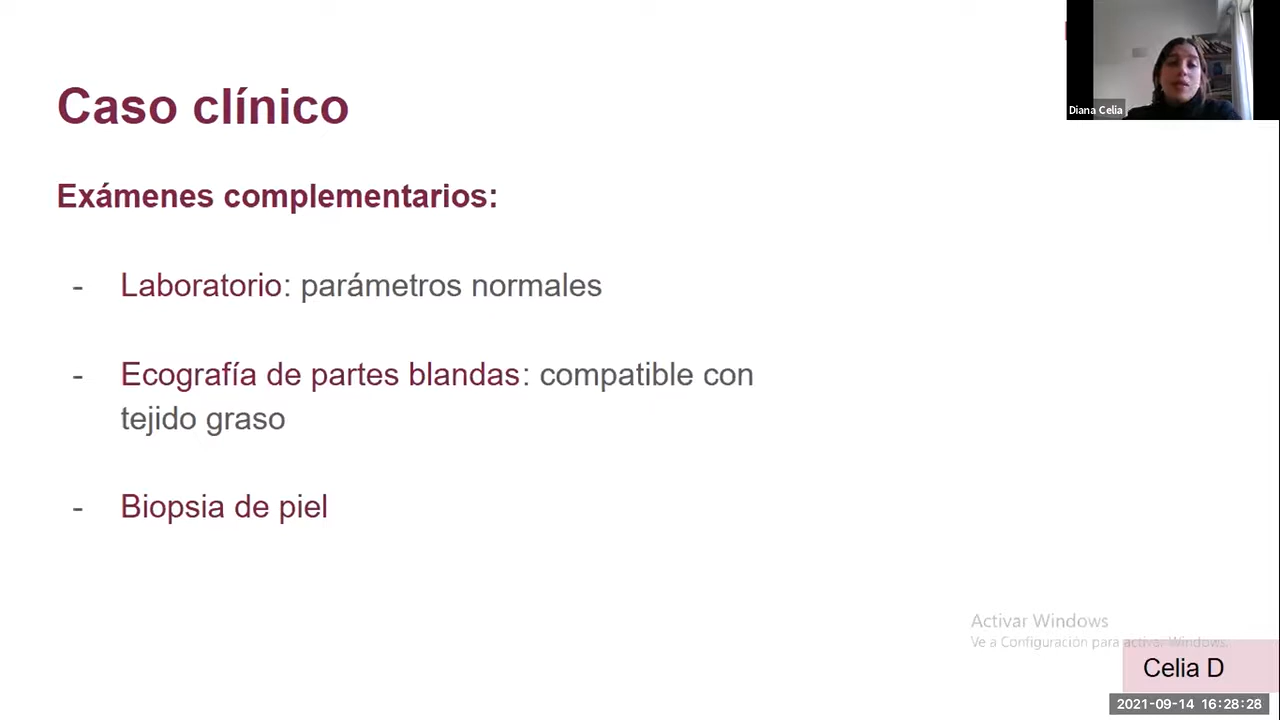 Caso clínico
Diana Celia
Exámenes complementarios:
- Laboratorio: parámetros normales
- Ecografía de partes blandas: compatible con
tejido graso
- Biopsia de piel
Activar Windows
Ve a Configuración para activar Windows.
Celia D
2021-09-14 16:28:28